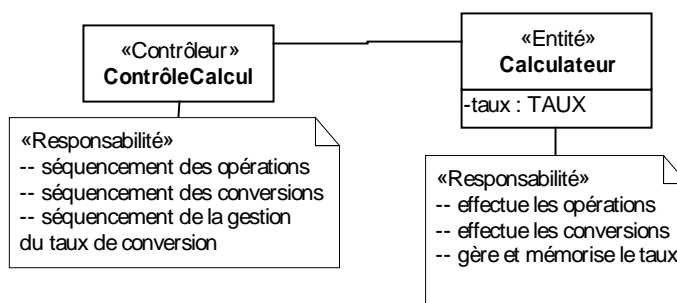 «Contrôleur»
ContrôleCalcul
«Entité»
Calculateur
-taux : TAUX
«Responsabilité»
-- séquencement des opérations
-- séquencement des conversions
-- séquencement de la gestion
du taux de conversion
«Responsabilité»
-- effectue les opérations
-- effectue les conversions
-- gère et mémorise le taux